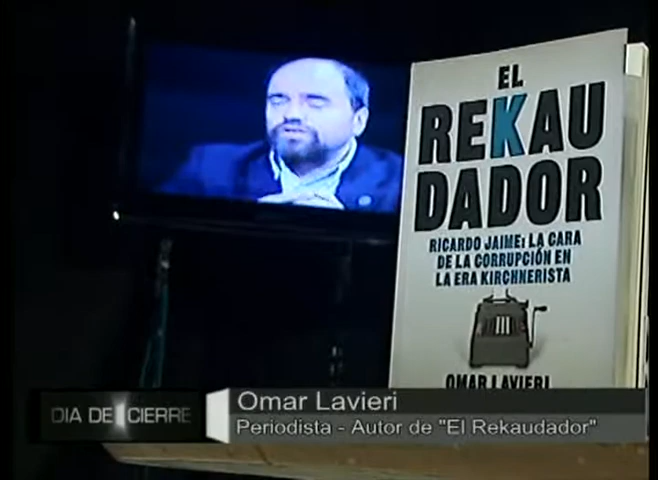 EL
REKAU
DADOR
RICARDO JAIME: LA CARA
DE LA CORRUPCIÓN EN
LA ERA KIRCHNERISTA
OMAR LAVIERI
DIA DE CIERRE
Omar Lavieri
Periodista - Autor de "El Rekaudador"